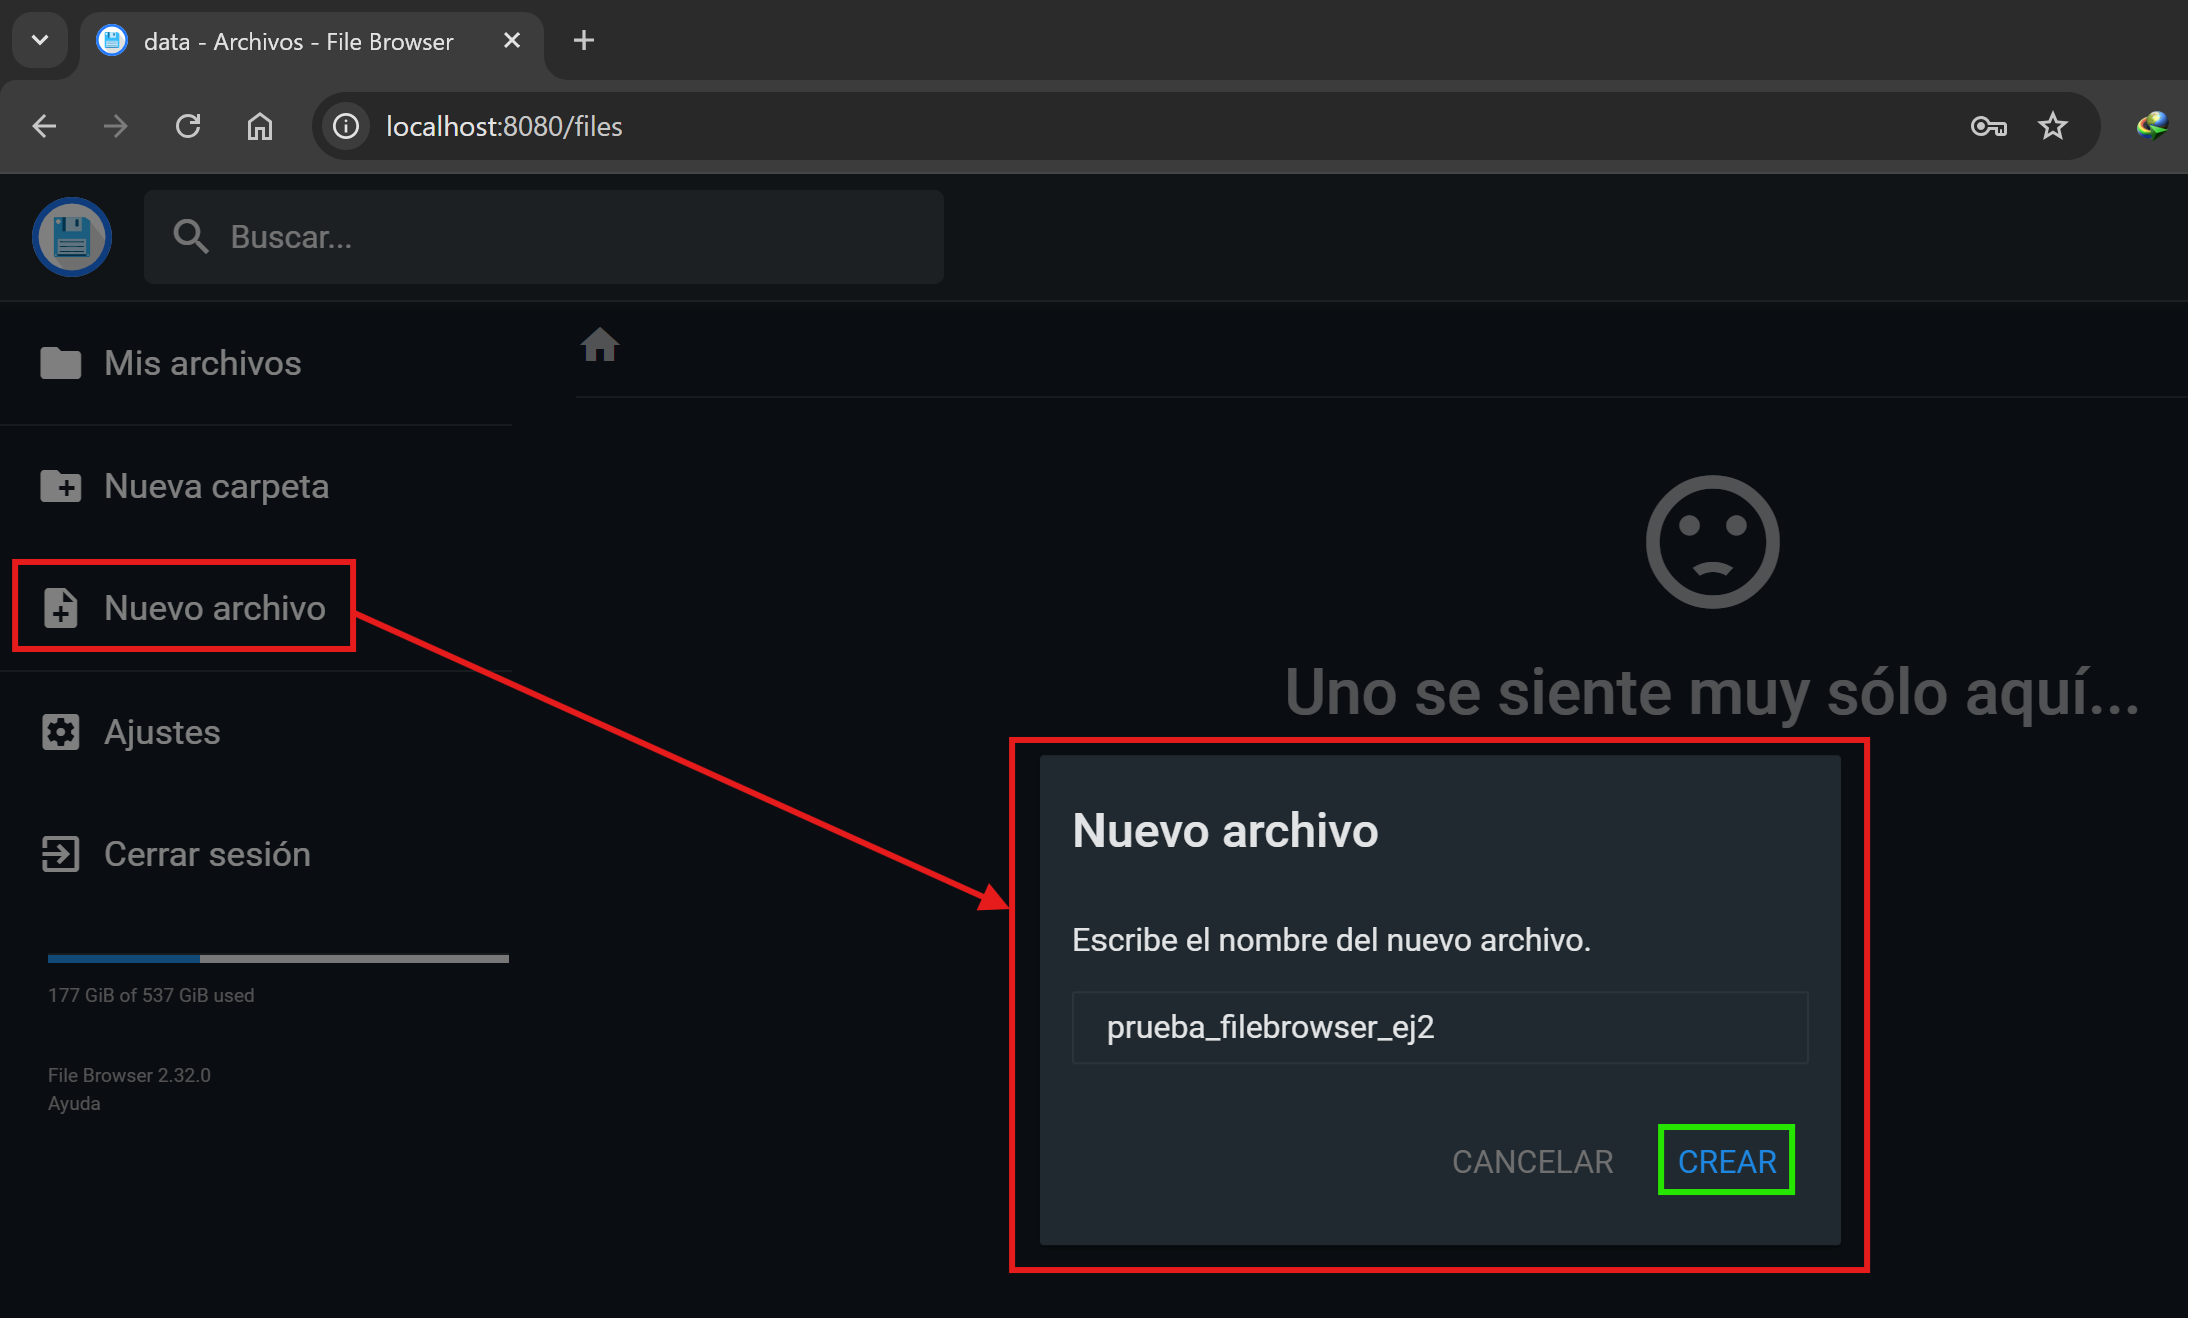 data - Archivos - File Browser
localhost:8080/files
Buscar...
Mis archivos
Nueva carpeta
Nuevo archivo
Ajustes
Cerrar sesión
177 GiB of 537 GiB used
File Browser 2.32.0
Ayuda
Uno se siente muy sólo aquí...
Nuevo archivo
Escribe el nombre del nuevo archivo.
prueba_filebrowser_ej2
CANCELAR
CREAR